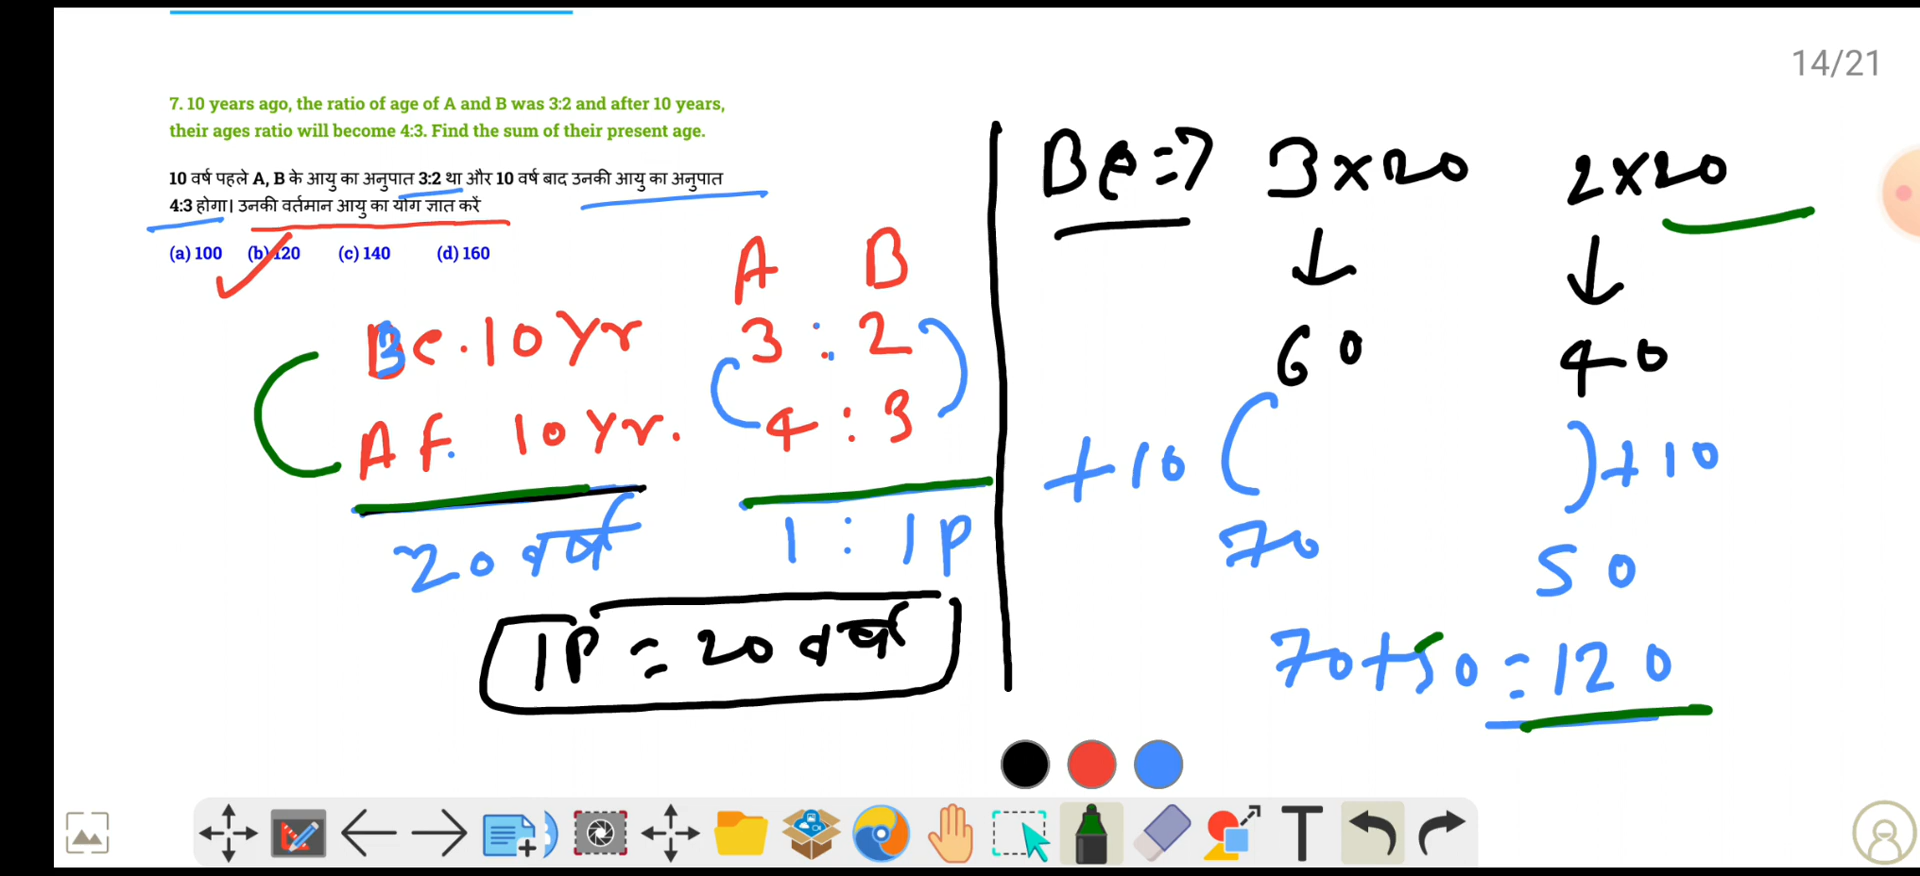 14/21
7. 10 years ago, the ratio of age of A and B was 3:2 and after 10 years,
their ages ratio will become 4:3. Find the sum of their present age.
10 वर्ष पहले A, B के आयु का अनुपात 3:2 था और 10 वर्ष बाद उनकी आयु का अनुपात
4:3 होगा। उनकी वर्तमान आयु का योग ज्ञात करें
(a) 100 (b) 120 (c) 140 (d) 160
A B
Be. 10 Yr 3 : 2
Af. 10 Yr. 4 : 3
20 वर्ष 1 : 1P
1P = 20 वर्ष
Be => 3×20 2×20
60 40
+10 +10
70 50
70+50 = 120
T